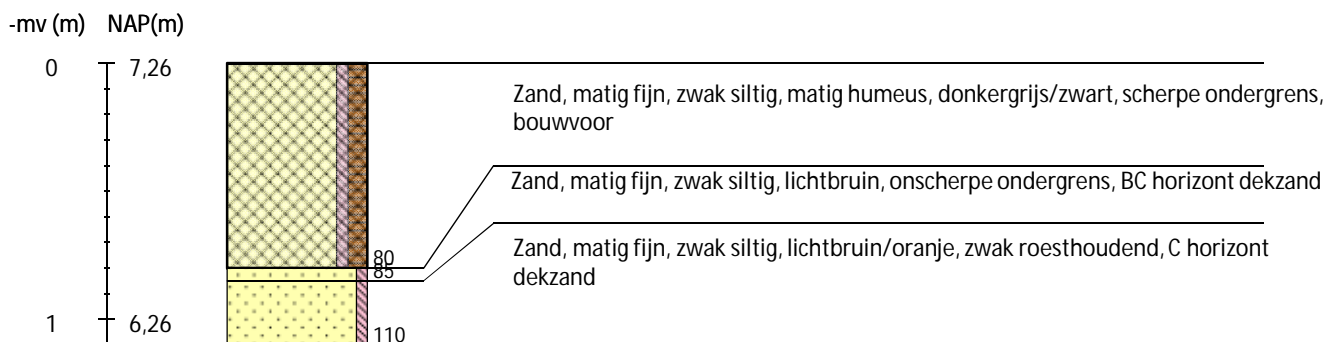 -mv (m) NAP(m)
0 7,26
Zand, matig fijn, zwak siltig, matig humeus, donkergrijs/zwart, scherpe ondergrens,
bouwvoor
Zand, matig fijn, zwak siltig, lichtbruin, onscherpe ondergrens, BC horizont dekzand
Zand, matig fijn, zwak siltig, lichtbruin/oranje, zwak roesthoudend, C horizont
dekzand
80
85
1 6,26
110